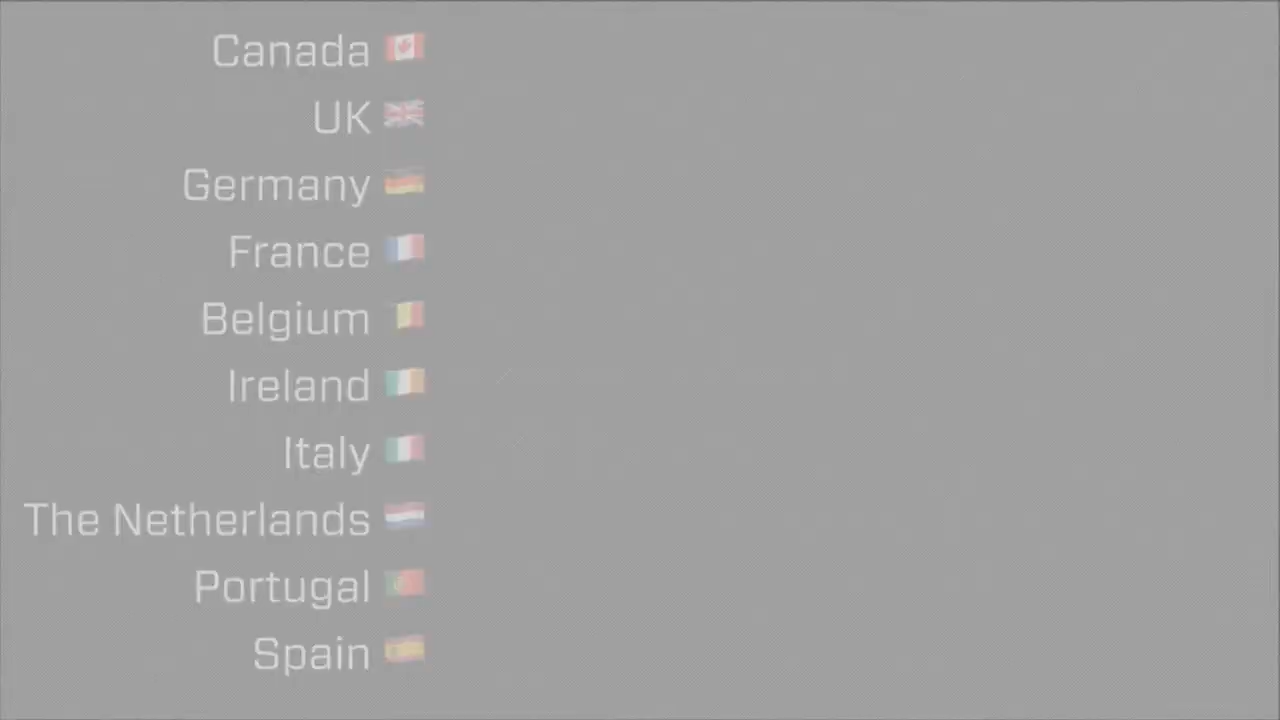 Canada 🇨🇦
UK 🇬🇧
Germany 🇩🇪
France 🇫🇷
Belgium 🇧🇪
Ireland 🇮🇪
Italy 🇮🇹
The Netherlands 🇳🇱
Portugal 🇵🇹
Spain 🇪🇸